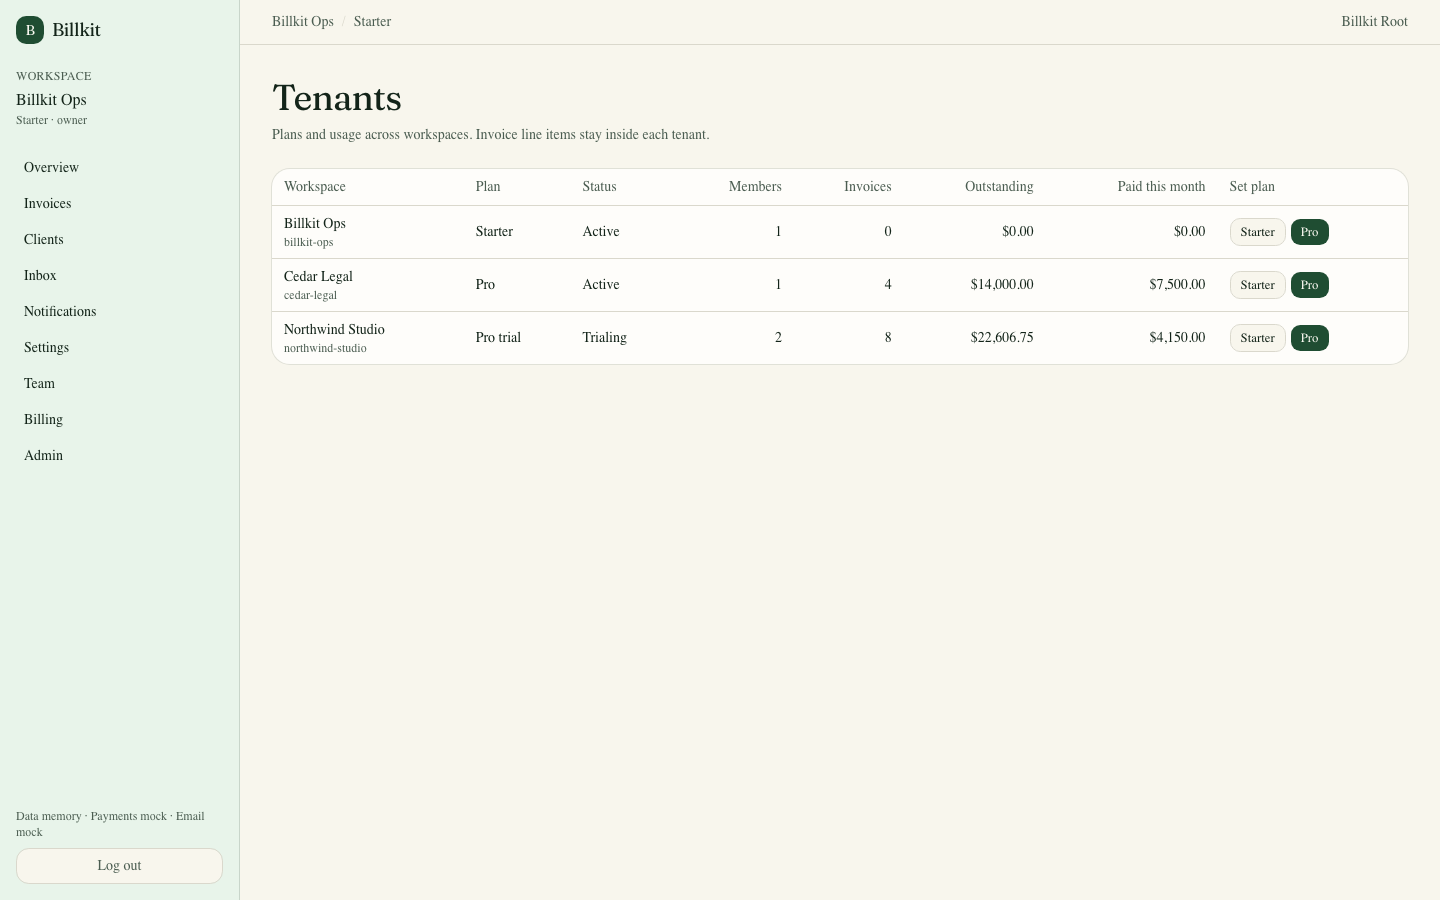 B Billkit
WORKSPACE
Billkit Ops
Starter · owner
Overview
Invoices
Clients
Inbox
Notifications
Settings
Team
Billing
Admin
Data memory · Payments mock · Email
mock
Log out
Billkit Ops / Starter
Billkit Root
Tenants
Plans and usage across workspaces. Invoice line items stay inside each tenant.
Workspace Plan Status Members Invoices Outstanding Paid this month Set plan
Billkit Ops
billkit-ops
Starter Active 1 0 $0.00 $0.00 Starter Pro
Cedar Legal
cedar-legal
Pro Active 1 4 $14,000.00 $7,500.00 Starter Pro
Northwind Studio
northwind-studio
Pro trial Trialing 2 8 $22,606.75 $4,150.00 Starter Pro